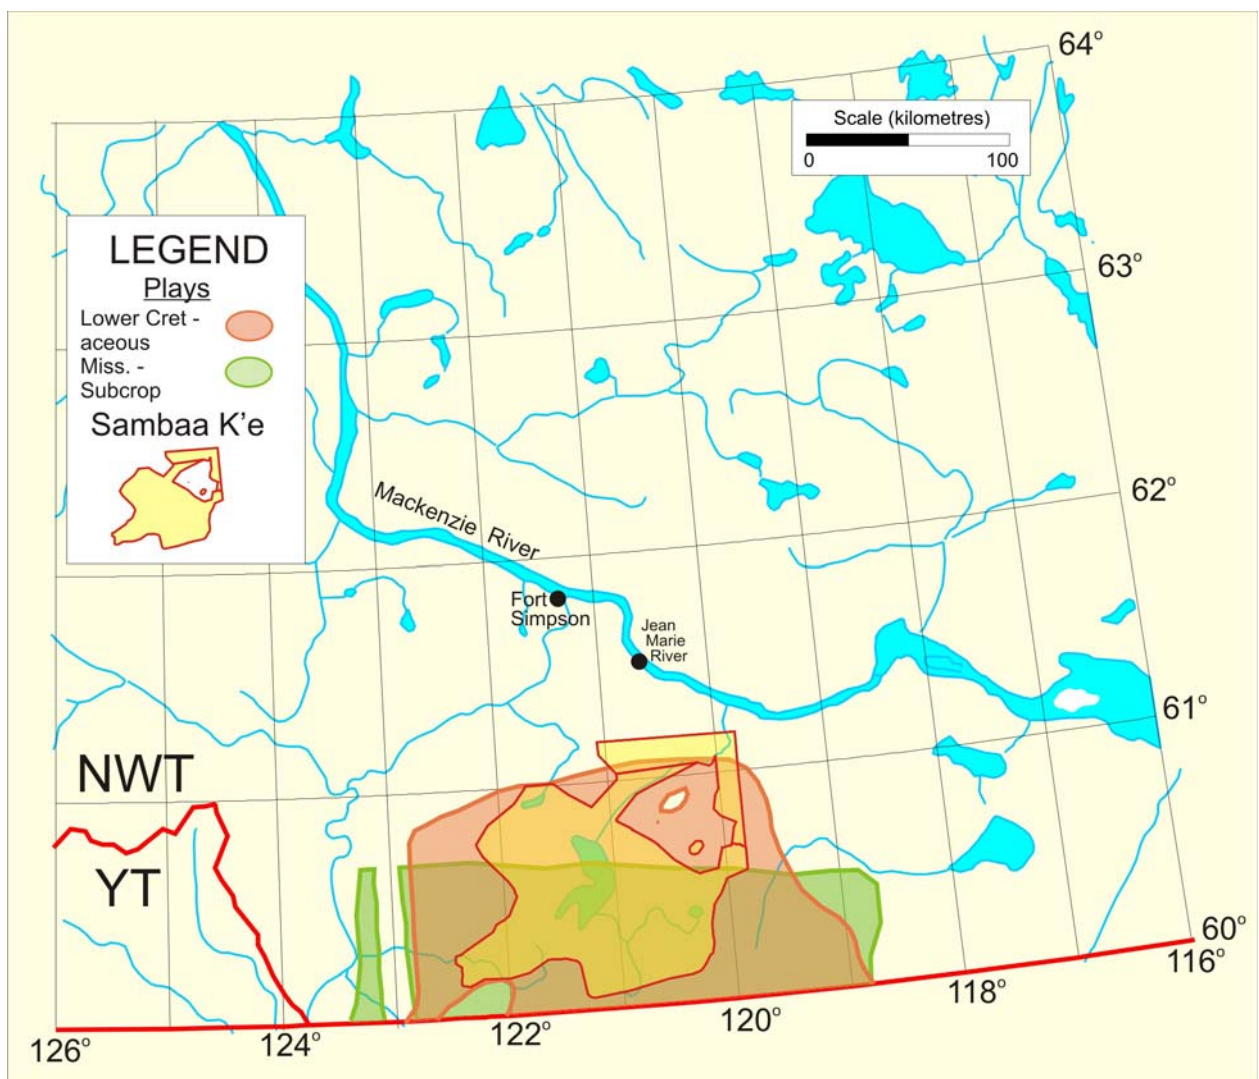 64°
Scale (kilometres)
0 100
63°
LEGEND
Plays
Lower Cret -
aceous
Miss. -
Subcrop
Sambaa K'e
62°
Mackenzie River
Fort
Simpson
Jean
Marie
River
61°
NWT
YT
60°
116°
118°
120°
122°
124°
126°